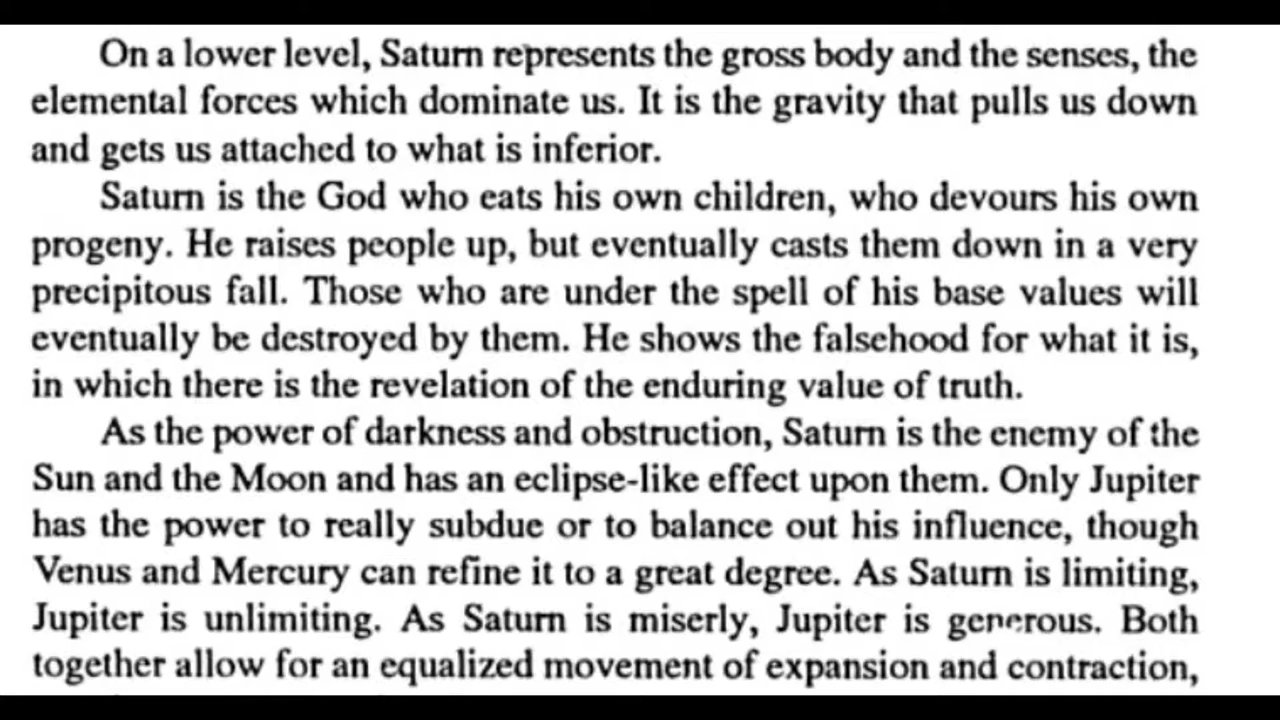 On a lower level, Saturn represents the gross body and the senses, the
elemental forces which dominate us. It is the gravity that pulls us down
and gets us attached to what is inferior.
Saturn is the God who eats his own children, who devours his own
progeny. He raises people up, but eventually casts them down in a very
precipitous fall. Those who are under the spell of his base values will
eventually be destroyed by them. He shows the falsehood for what it is,
in which there is the revelation of the enduring value of truth.
As the power of darkness and obstruction, Saturn is the enemy of the
Sun and the Moon and has an eclipse-like effect upon them. Only Jupiter
has the power to really subdue or to balance out his influence, though
Venus and Mercury can refine it to a great degree. As Saturn is limiting,
Jupiter is unlimiting. As Saturn is miserly, Jupiter is generous. Both
together allow for an equalized movement of expansion and contraction,